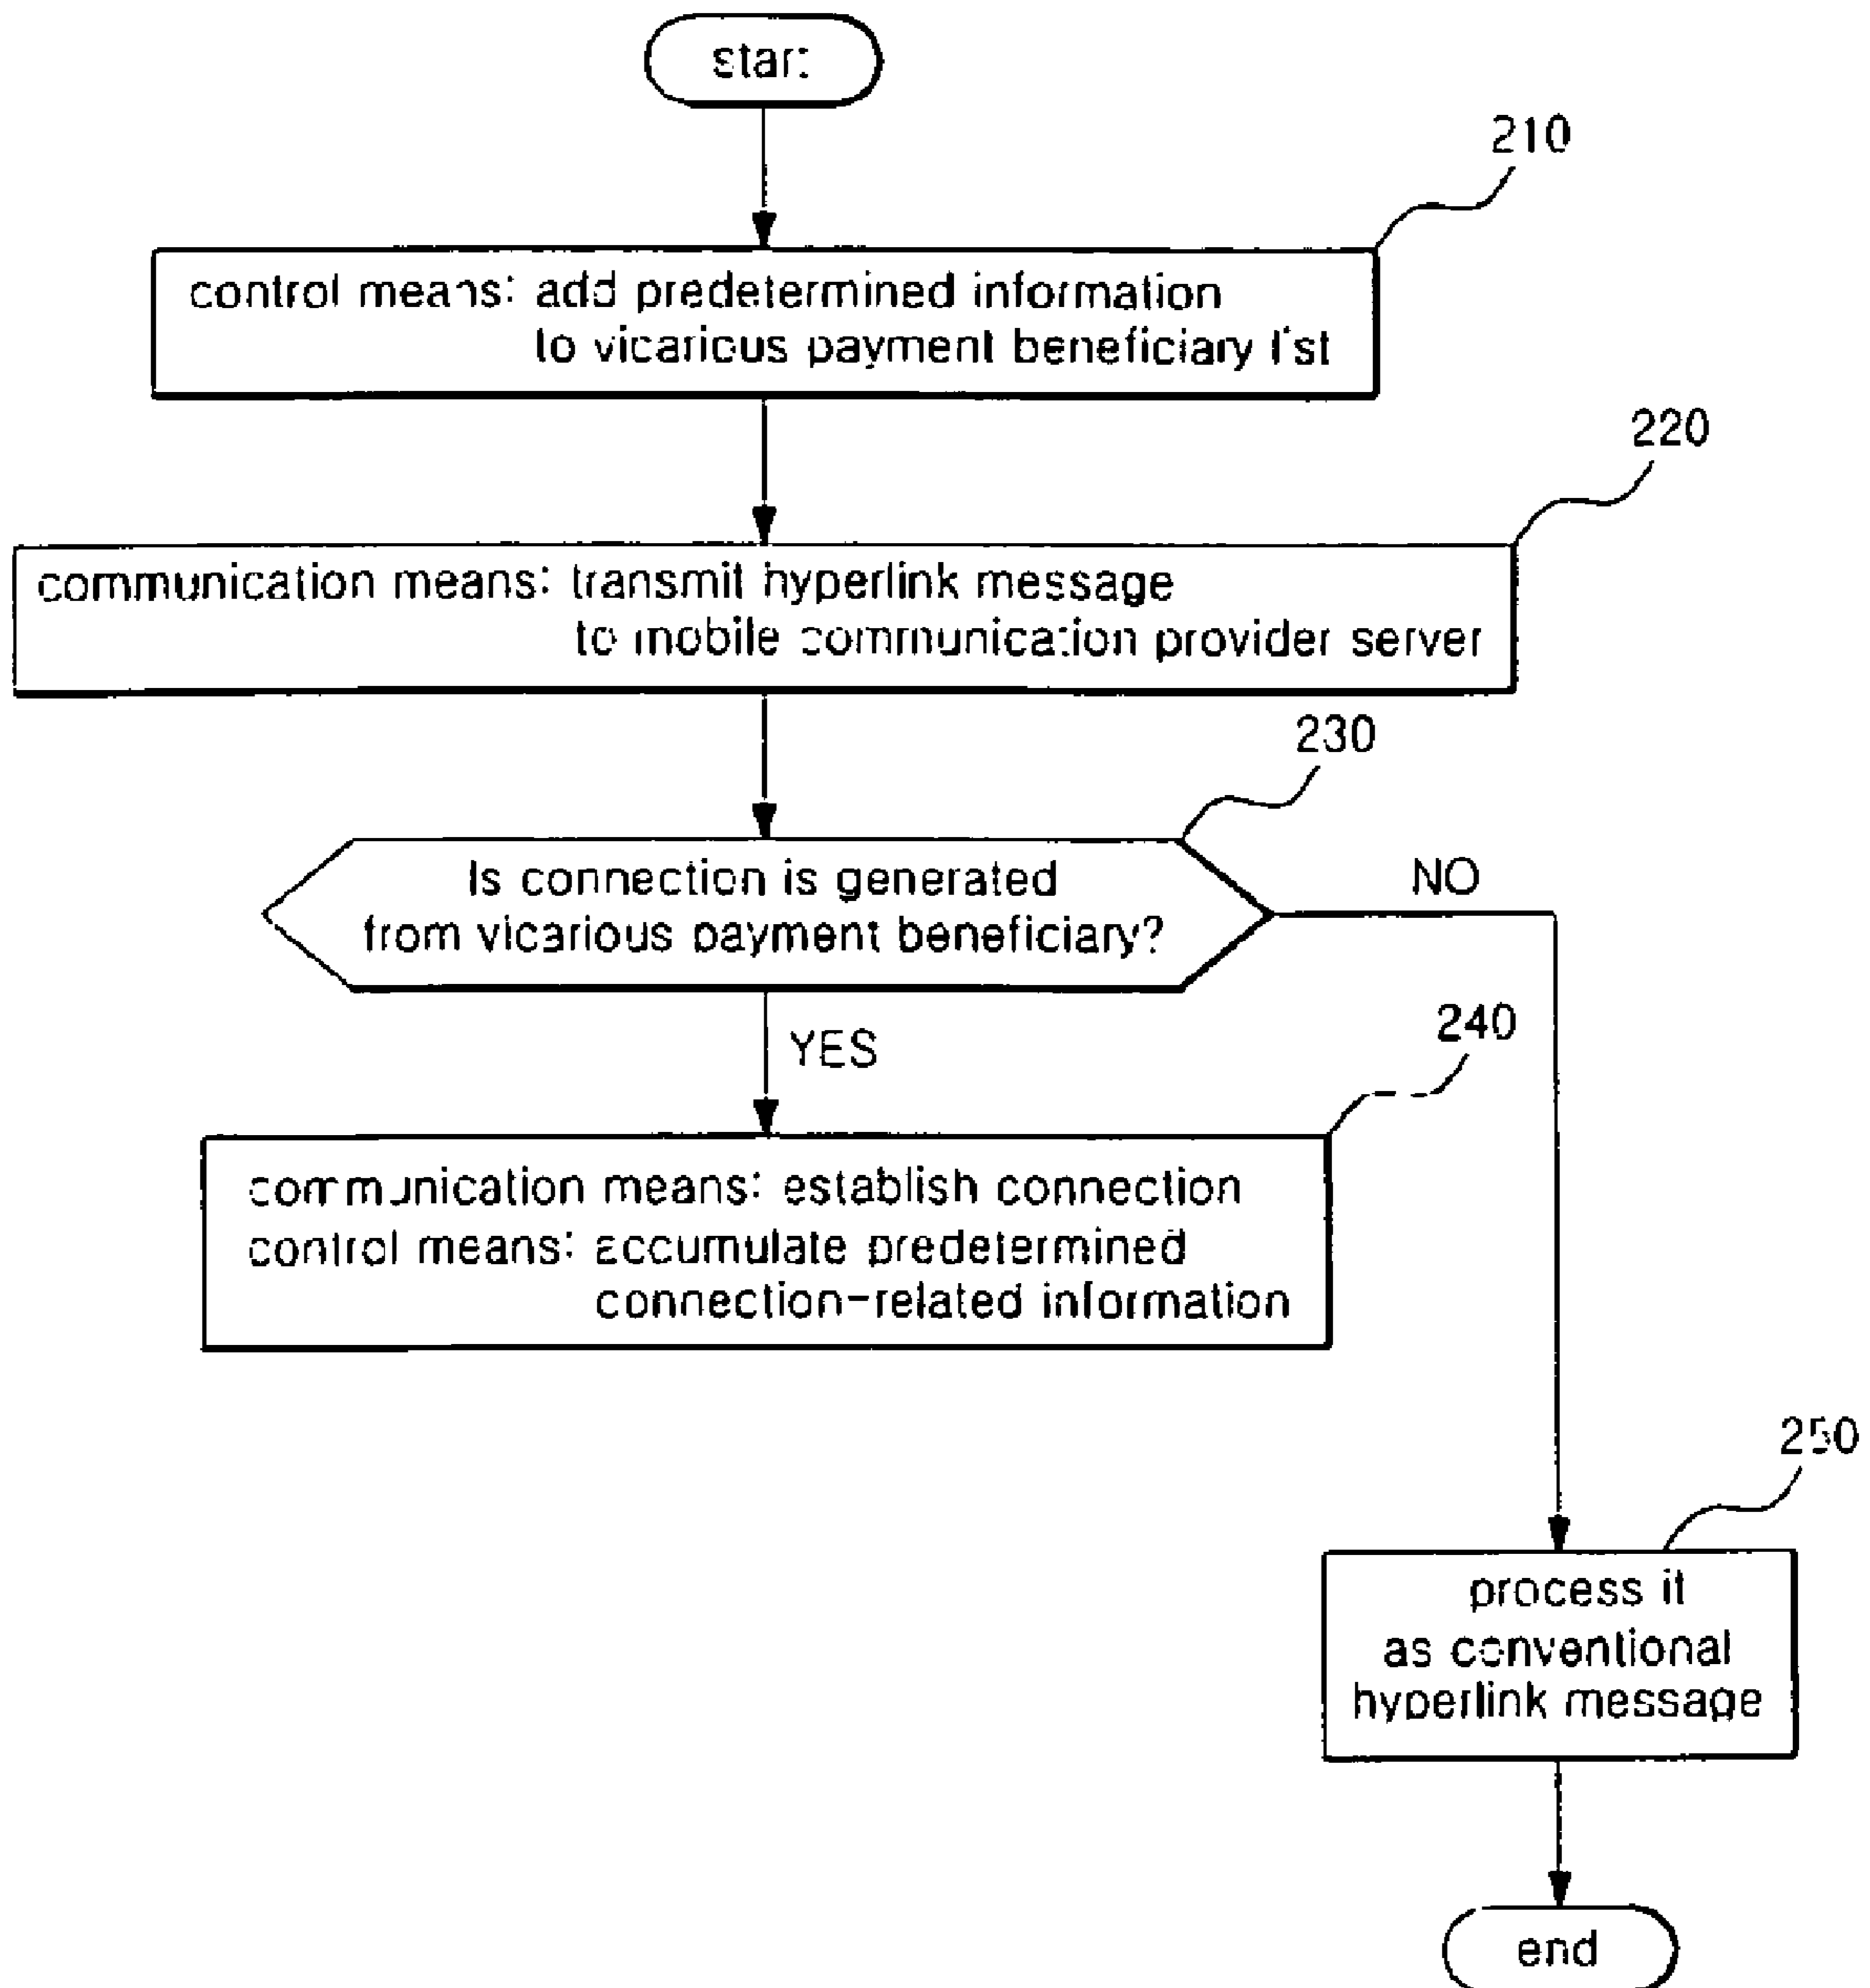 start
210
control means: add predetermined information
to vicarious payment beneficiary list
220
communication means: transmit hyperlink message
to mobile communication provider server
230
Is connection is generated
from vicarious payment beneficiary?
NO
YES
240
communication means: establish connection
control means: accumulate predetermined
connection-related information
250
process it
as conventional
hyperlink message
end